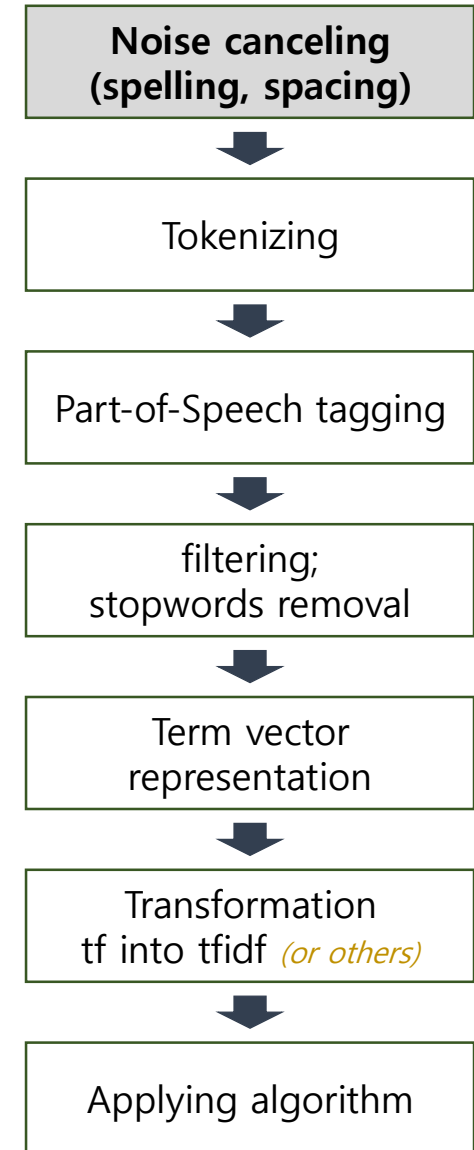 Noise canceling
(spelling, spacing)
Tokenizing
Part-of-Speech tagging
filtering;
stopwords removal
Term vector
representation
Transformation
tf into tfidf (or others)
Applying algorithm